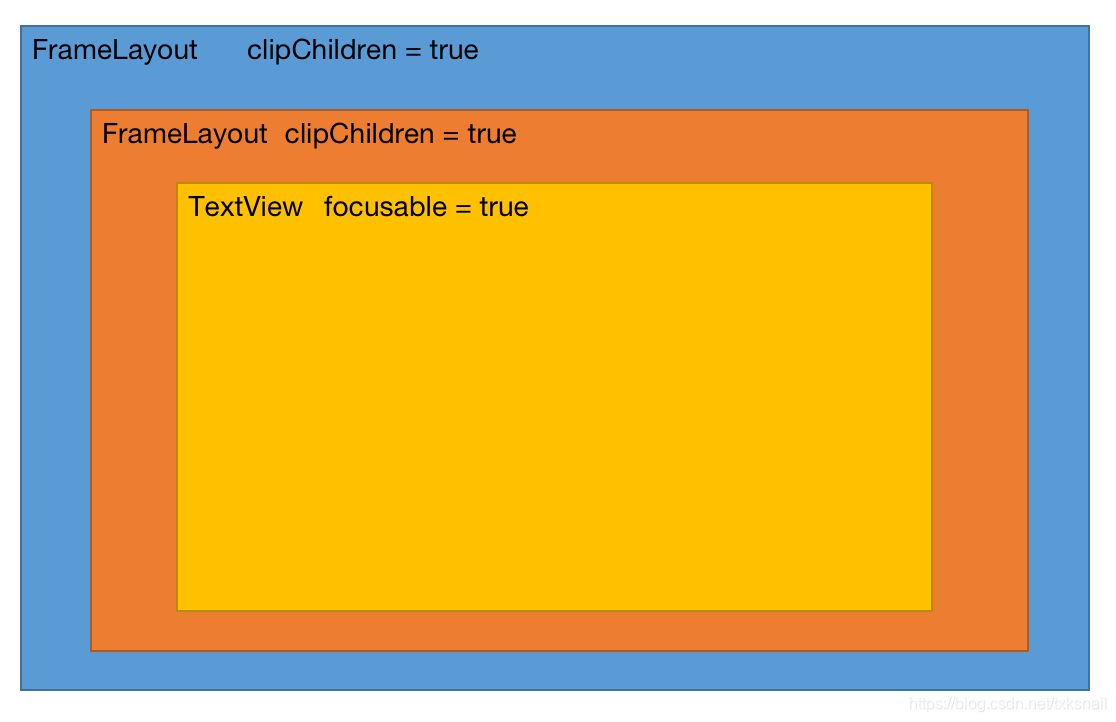 FrameLayout clipChildren = true
FrameLayout clipChildren = true
TextView focusable = true
https://blog.csdn.net/txksnail